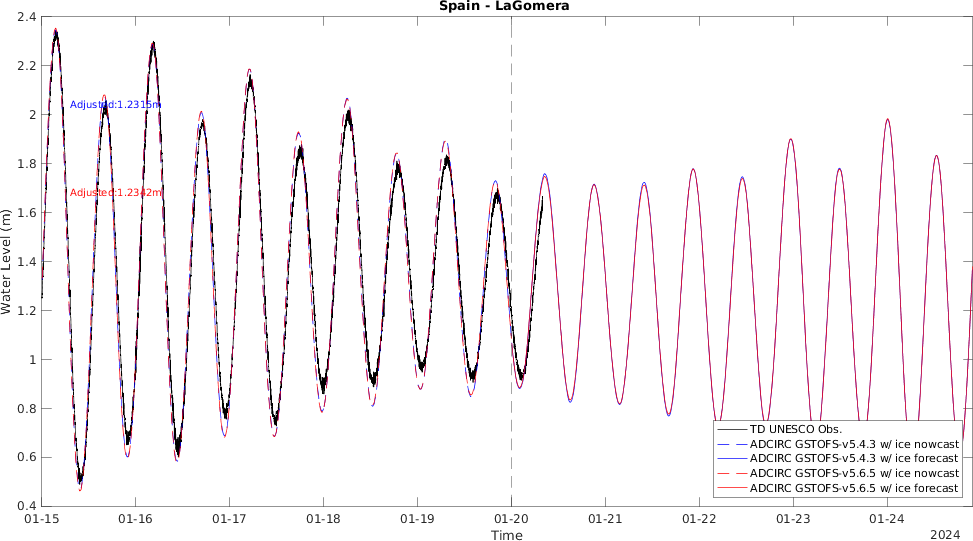 Spain - LaGomera
2.4
2.2
2
1.8
1.6
1.4
1.2
1
0.8
0.6
0.4
Water Level (m)
Adjusted:1.2315m
Adjusted:1.2342m
TD UNESCO Obs.
ADCIRC GSTOFS-v5.4.3 w/ ice nowcast
ADCIRC GSTOFS-v5.4.3 w/ ice forecast
ADCIRC GSTOFS-v5.6.5 w/ ice nowcast
ADCIRC GSTOFS-v5.6.5 w/ ice forecast
01-15 01-16 01-17 01-18 01-19 01-20 01-21 01-22 01-23 01-24
Time
2024